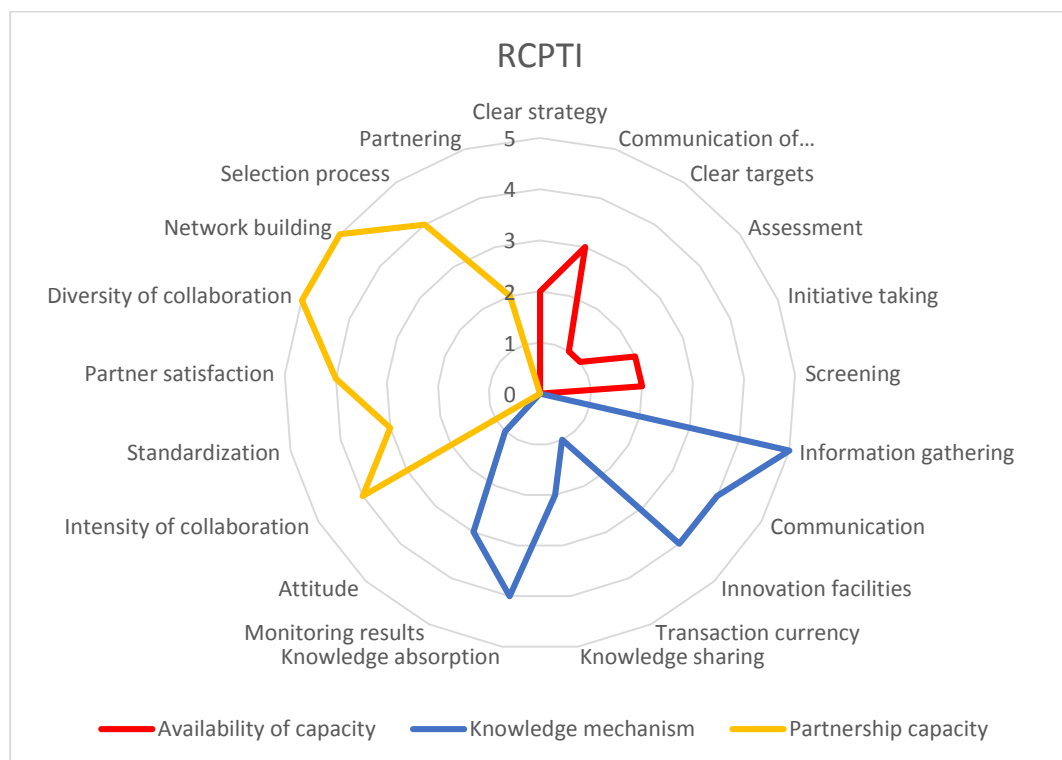 RCPTI
Clear strategy
Communication of...
Clear targets
Assessment
Initiative taking
Screening
Information gathering
Communication
Innovation facilities
Transaction currency
Knowledge sharing
Knowledge absorption
Monitoring results
Attitude
Intensity of collaboration
Standardization
Partner satisfaction
Diversity of collaboration
Network building
Selection process
Partnering
5
4
3
2
1
0
Availability of capacity
Knowledge mechanism
Partnership capacity